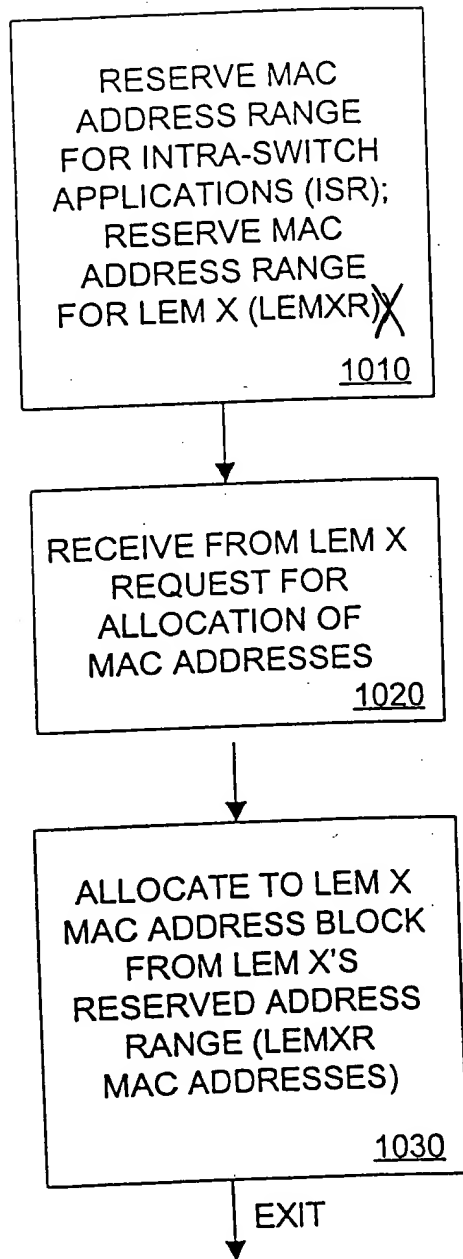 RESERVE MAC
ADDRESS RANGE
FOR INTRA-SWITCH
APPLICATIONS (ISR);
RESERVE MAC
ADDRESS RANGE
FOR LEM X (LEMXR)X
1010
RECEIVE FROM LEM X
REQUEST FOR
ALLOCATION OF
MAC ADDRESSES
1020
ALLOCATE TO LEM X
MAC ADDRESS BLOCK
FROM LEM X'S
RESERVED ADDRESS
RANGE (LEMXR
MAC ADDRESSES)
1030
EXIT